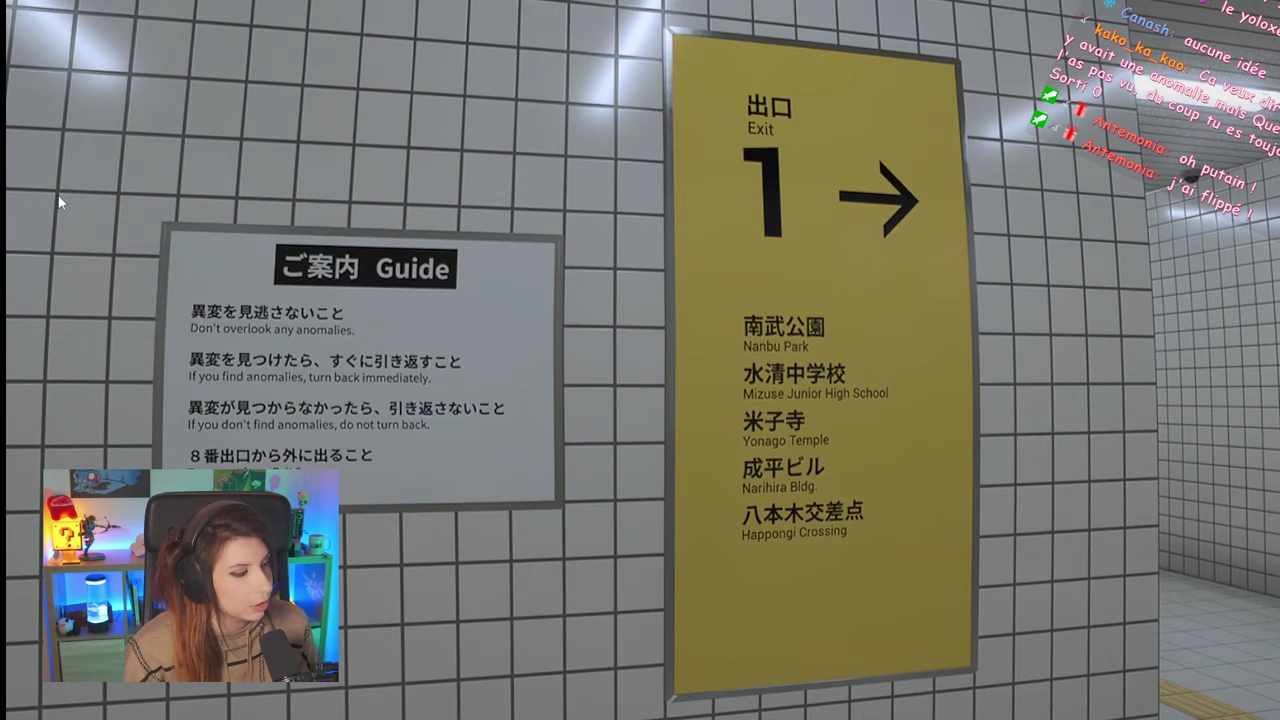 ご案内 Guide
異変を見逃さないこと
Don't overlook any anomalies.
異変を見つけたら、すぐに引き返すこと
If you find anomalies, turn back immediately.
異変が見つからなかったら、引き返さないこと
If you don't find anomalies, do not turn back.
8番出口から外に出ること
出口
Exit
1
南武公園
Nanbu Park
水清中学校
Mizuse Junior High School
米子寺
Yonago Temple
成平ビル
Narihira Bldg.
八本木交差点
Happongi Crossing
le yoloxe
Canash: aucune idée
kako_ka_kao: Ca veux di
y avait une anomalie mais Que
l'as pas vu, du coup tu es toujo
Sorti 0
Antemonia: oh putain !
Antemonia: j'ai flippé !